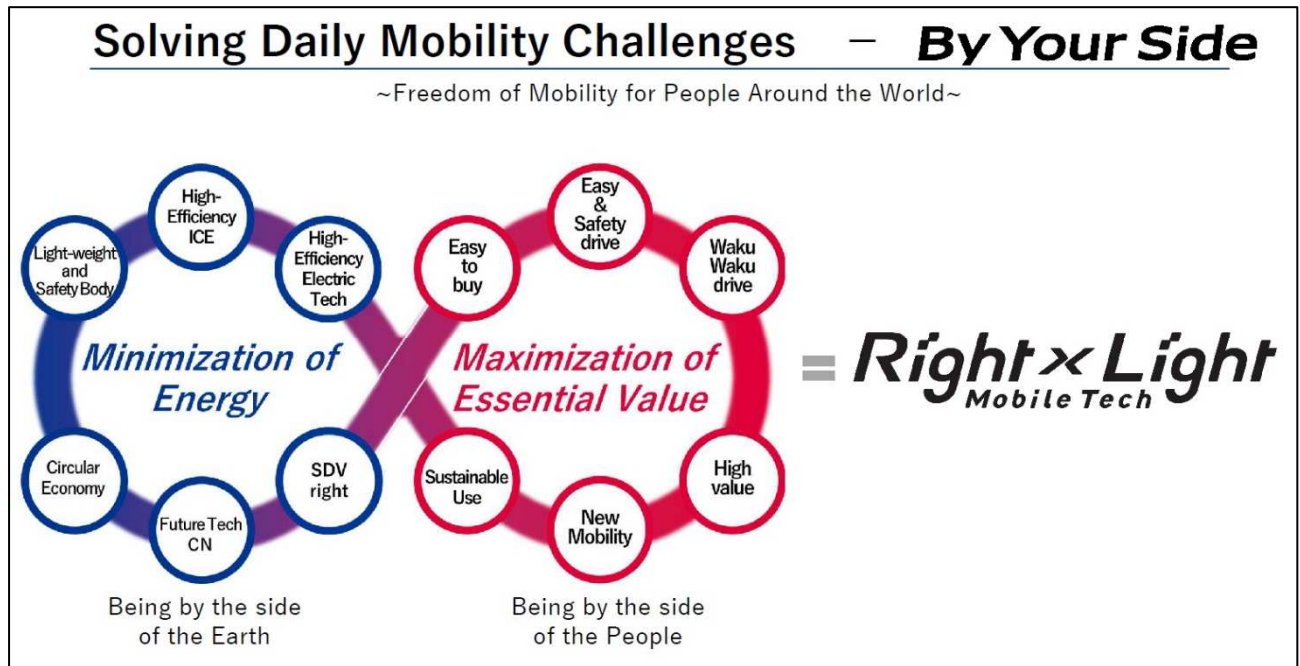 Solving Daily Mobility Challenges – By Your Side
~Freedom of Mobility for People Around the World~
High-
Efficiency
ICE
Light-weight
and
Safety Body
High-
Efficiency
Electric
Tech
Minimization of
Energy
Circular
Economy
Future Tech
CN
SDV
right
Being by the side
of the Earth
Easy
to
buy
Easy
&
Safety
drive
Waku
Waku
drive
Maximization of
Essential Value
Sustainable
Use
New
Mobility
High
value
Being by the side
of the People
= Right × Light
Mobile Tech